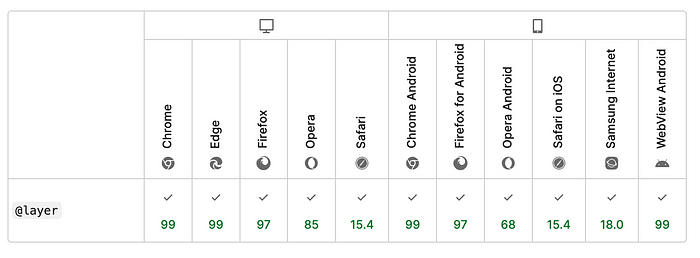 Chrome
Edge
Firefox
Opera
Safari
Chrome Android
Firefox for Android
Opera Android
Safari on iOS
Samsung Internet
WebView Android
@layer
99 99 97 85 15.4 99 97 68 15.4 18.0 99